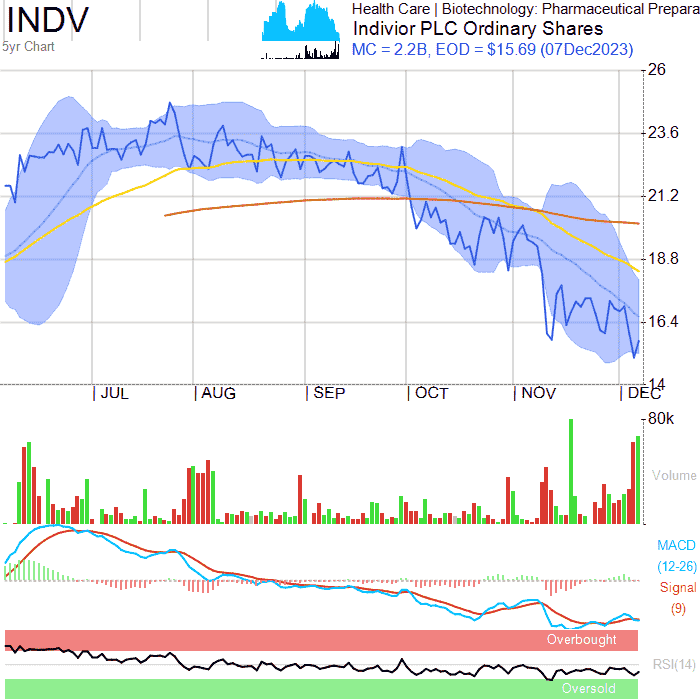 INDV
Health Care | Biotechnology: Pharmaceutical Prepara
5yr Chart
Indivior PLC Ordinary Shares
MC = 2.2B, EOD = $15.69 (07Dec2023)
26
23.6
21.2
18.8
16.4
14
JUL AUG SEP OCT NOV DEC
80k
Volume
MACD
(12-26)
Signal
(9)
Overbought
RSI(14)
Oversold